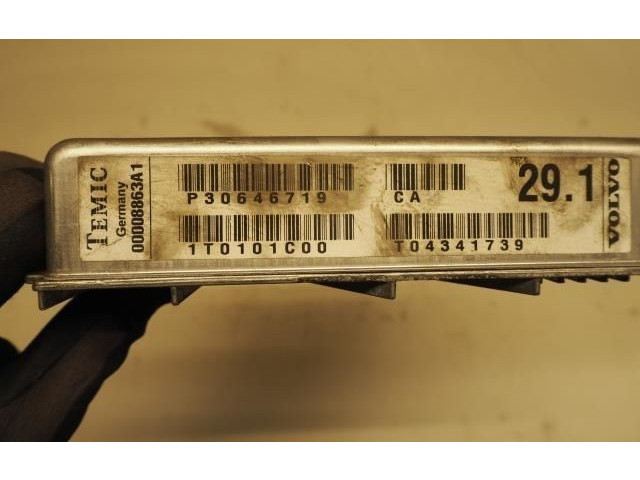 TEMIC
Germany
00008863A1
P30646719
CA
29.1
1T0101C00
T04341739
VOLVO